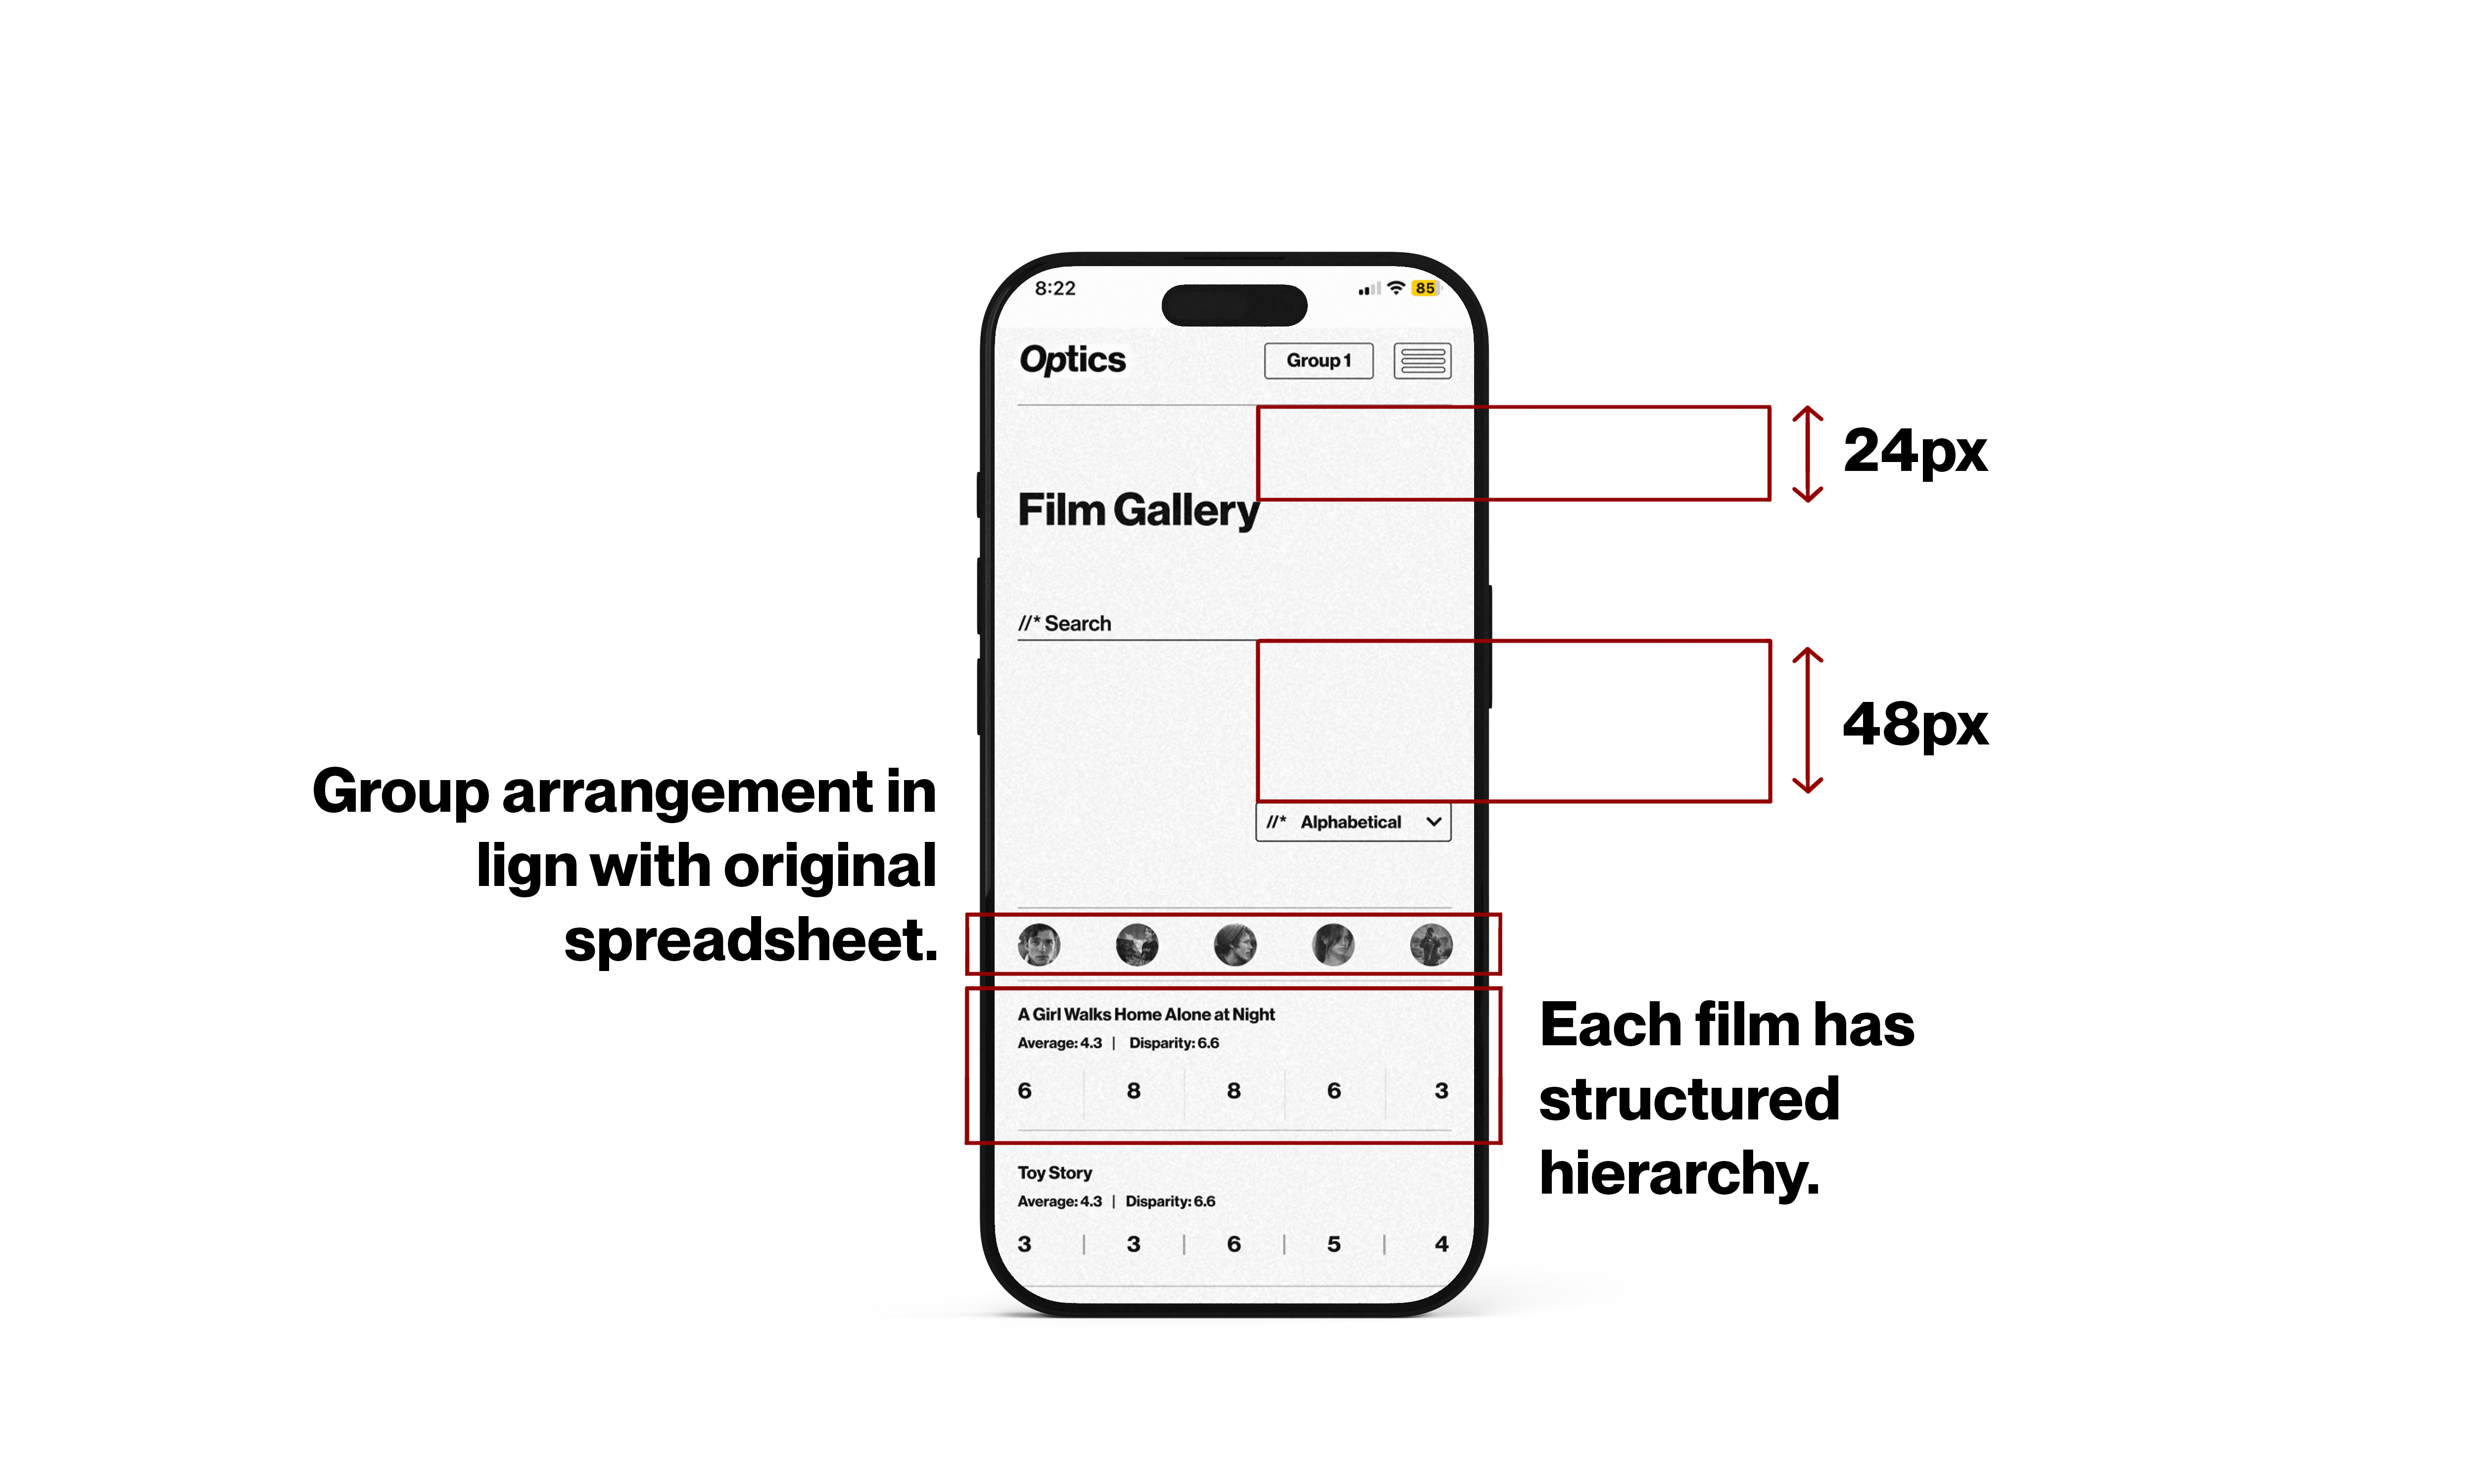 8:22
85
Optics
Group 1
24px
Film Gallery
//* Search
48px
//* Alphabetical
Group arrangement in
lign with original
spreadsheet.
A Girl Walks Home Alone at Night
Average: 4.3 | Disparity: 6.6
6 8 8 6 3
Each film has
structured
hierarchy.
Toy Story
Average: 4.3 | Disparity: 6.6
3 | 3 | 6 | 5 | 4